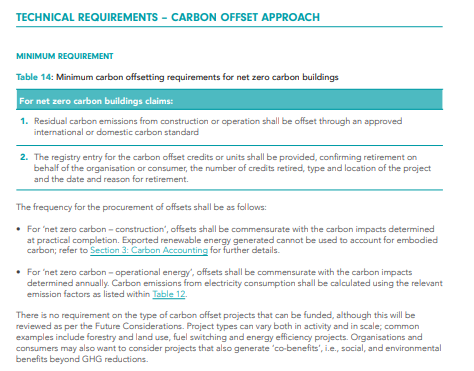 TECHNICAL REQUIREMENTS – CARBON OFFSET APPROACH
MINIMUM REQUIREMENT
Table 14: Minimum carbon offsetting requirements for net zero carbon buildings
For net zero carbon buildings claims:
1. Residual carbon emissions from construction or operation shall be offset through an approved
international or domestic carbon standard
2. The registry entry for the carbon offset credits or units shall be provided, confirming retirement on
behalf of the organisation or consumer, the number of credits retired, type and location of the project
and the date and reason for retirement.
The frequency for the procurement of offsets shall be as follows:
• For 'net zero carbon – construction', offsets shall be commensurate with the carbon impacts determined
at practical completion. Exported renewable energy generated cannot be used to account for embodied
carbon; refer to Section 3: Carbon Accounting for further details.
• For 'net zero carbon – operational energy', offsets shall be commensurate with the carbon impacts
determined annually. Carbon emissions from electricity consumption shall be calculated using the relevant
emission factors as listed within Table 12.
There is no requirement on the type of carbon offset projects that can be funded, although this will be
reviewed as per the Future Considerations. Project types can vary both in activity and in scale; common
examples include forestry and land use, fuel switching and energy efficiency projects. Organisations and
consumers may also want to consider projects that also generate 'co-benefits', i.e., social, and environmental
benefits beyond GHG reductions.